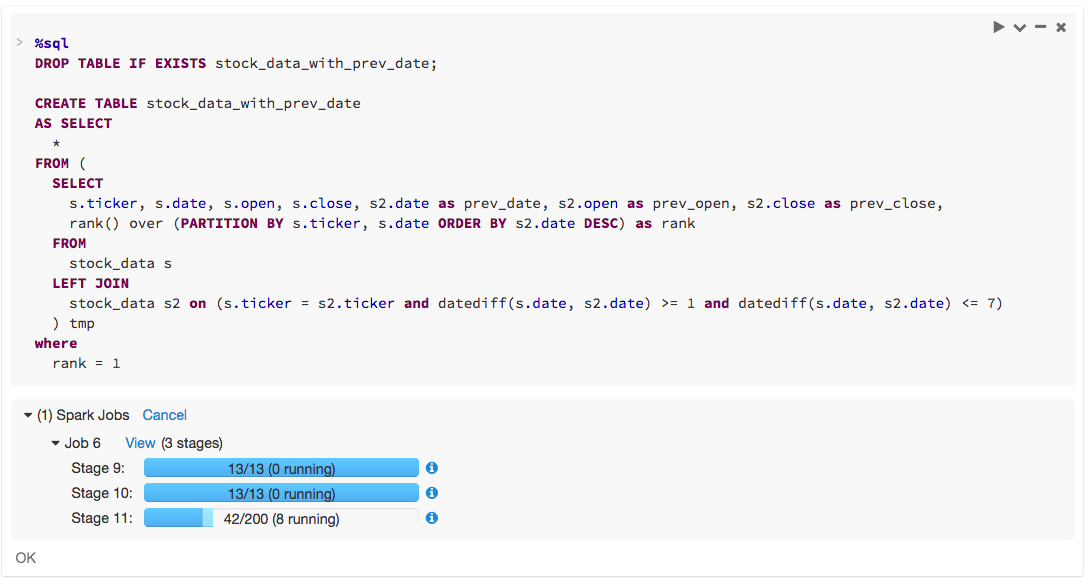 %sql
DROP TABLE IF EXISTS stock_data_with_prev_date;
CREATE TABLE stock_data_with_prev_date
AS SELECT
*
FROM (
SELECT
s.ticker, s.date, s.open, s.close, s2.date as prev_date, s2.open as prev_open, s2.close as prev_close,
rank() over (PARTITION BY s.ticker, s.date ORDER BY s2.date DESC) as rank
FROM
stock_data s
LEFT JOIN
stock_data s2 on (s.ticker = s2.ticker and datediff(s.date, s2.date) >= 1 and datediff(s.date, s2.date) <= 7)
) tmp
where
rank = 1
(1) Spark Jobs Cancel
Job 6 View (3 stages)
Stage 9: 13/13 (0 running)
Stage 10: 13/13 (0 running)
Stage 11: 42/200 (8 running)
OK